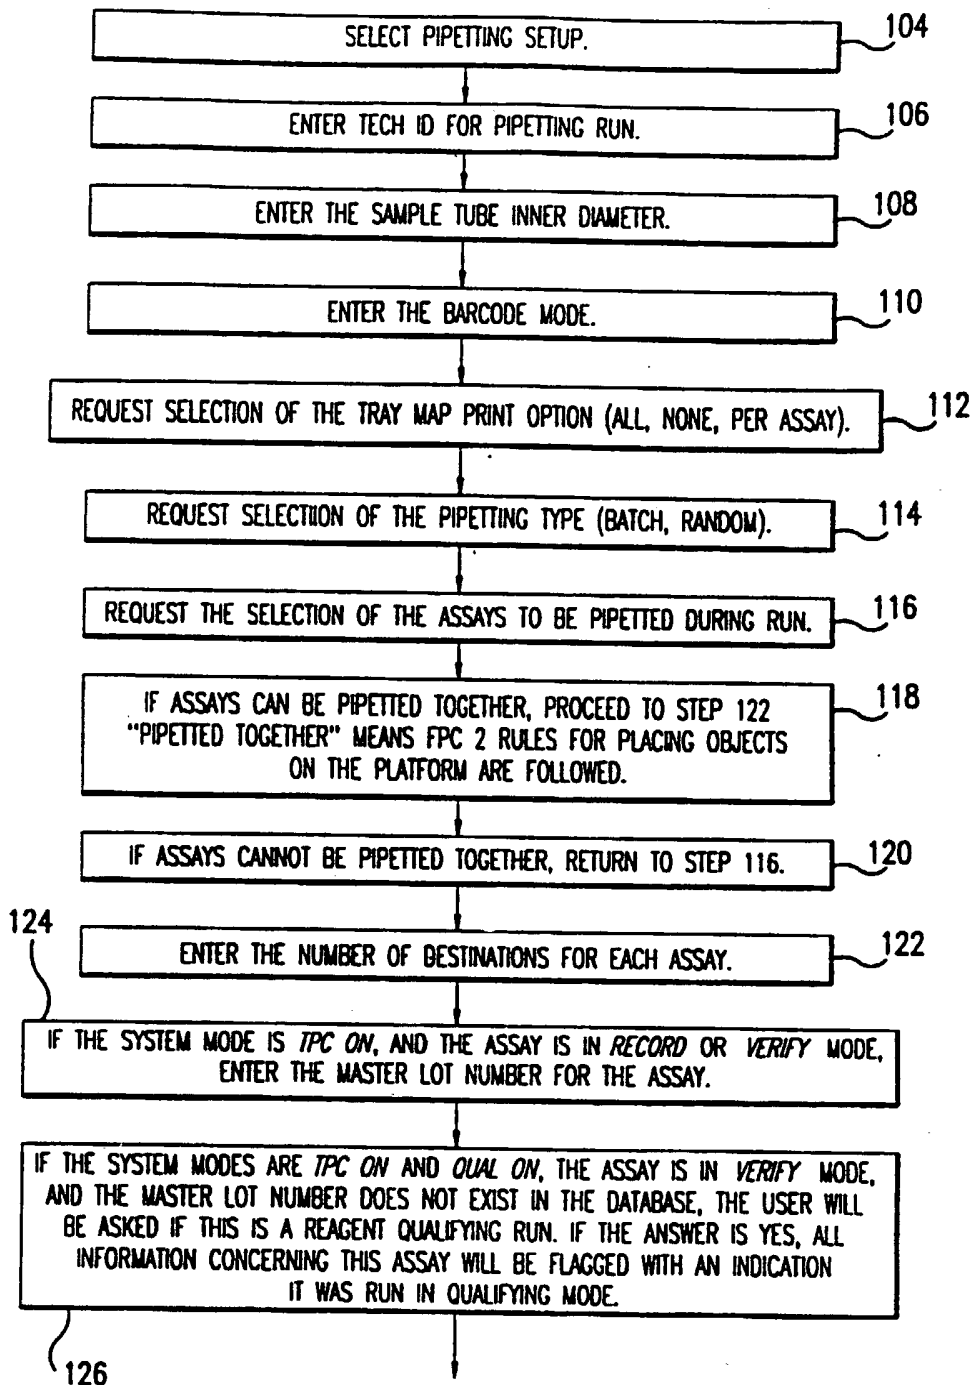 SELECT PIPETTING SETUP.
104
ENTER TECH ID FOR PIPETTING RUN.
106
ENTER THE SAMPLE TUBE INNER DIAMETER.
108
ENTER THE BARCODE MODE.
110
REQUEST SELECTION OF THE TRAY MAP PRINT OPTION (ALL, NONE, PER ASSAY).
112
REQUEST SELECTION OF THE PIPETTING TYPE (BATCH, RANDOM).
114
REQUEST THE SELECTION OF THE ASSAYS TO BE PIPETTED DURING RUN.
116
IF ASSAYS CAN BE PIPETTED TOGETHER, PROCEED TO STEP 122
"PIPETTED TOGETHER" MEANS FPC 2 RULES FOR PLACING OBJECTS
ON THE PLATFORM ARE FOLLOWED.
118
IF ASSAYS CANNOT BE PIPETTED TOGETHER, RETURN TO STEP 116.
120
ENTER THE NUMBER OF DESTINATIONS FOR EACH ASSAY.
122
124
IF THE SYSTEM MODE IS TPC ON, AND THE ASSAY IS IN RECORD OR VERIFY MODE,
ENTER THE MASTER LOT NUMBER FOR THE ASSAY.
IF THE SYSTEM MODES ARE TPC ON AND QUAL ON, THE ASSAY IS IN VERIFY MODE,
AND THE MASTER LOT NUMBER DOES NOT EXIST IN THE DATABASE, THE USER WILL
BE ASKED IF THIS IS A REAGENT QUALIFYING RUN. IF THE ANSWER IS YES, ALL
INFORMATION CONCERNING THIS ASSAY WILL BE FLAGGED WITH AN INDICATION
IT WAS RUN IN QUALIFYING MODE.
126